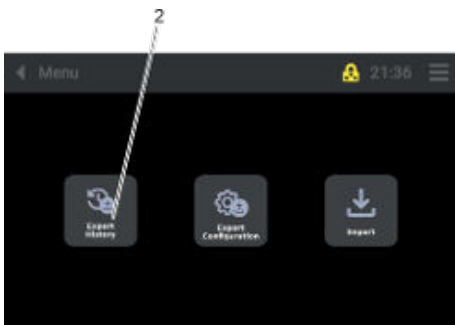 2
Menu
21:36
Export
History
Export
Configuration
Import